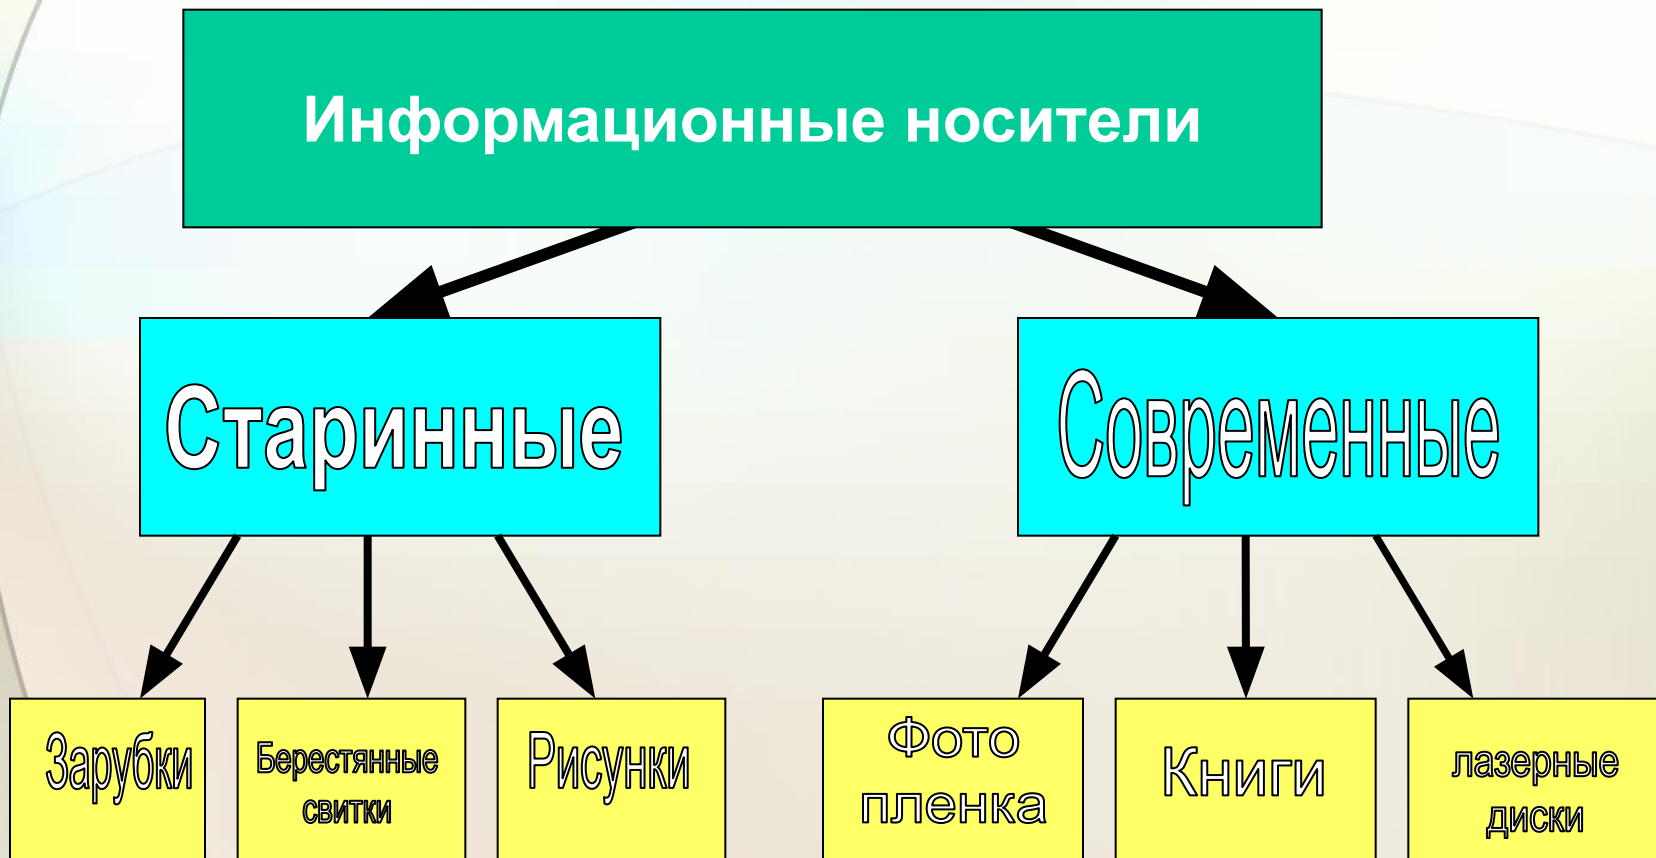 Информационные носители
Старинные
Современные
Зарубки
Берестянные
свитки
Рисунки
Фото
пленка
Книги
лазерные
диски